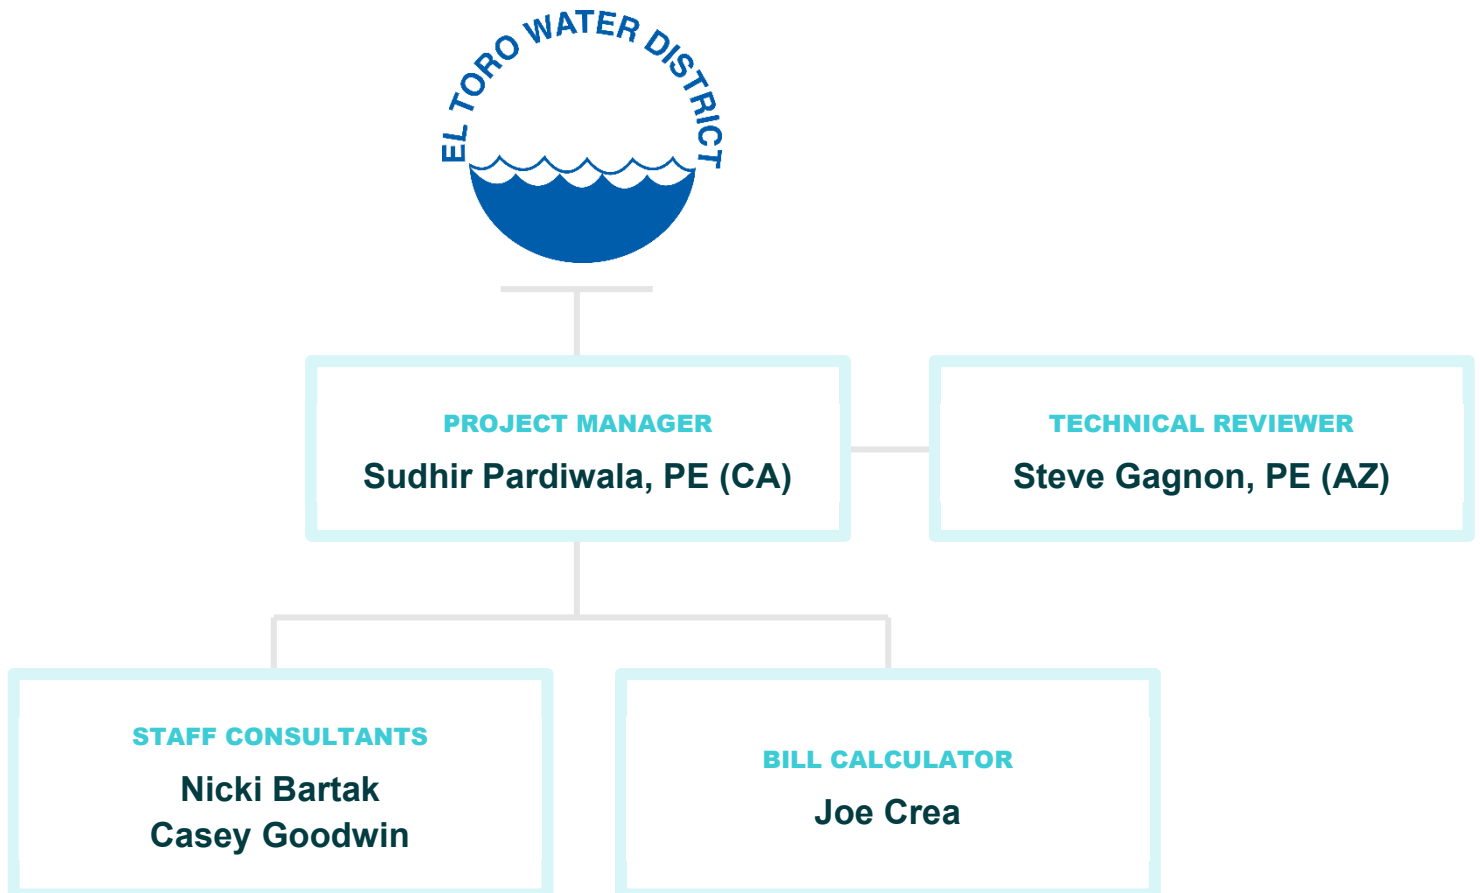 EL TORO WATER DISTRICT
PROJECT MANAGER
Sudhir Pardiwala, PE (CA)
TECHNICAL REVIEWER
Steve Gagnon, PE (AZ)
STAFF CONSULTANTS
Nicki Bartak
Casey Goodwin
BILL CALCULATOR
Joe Crea